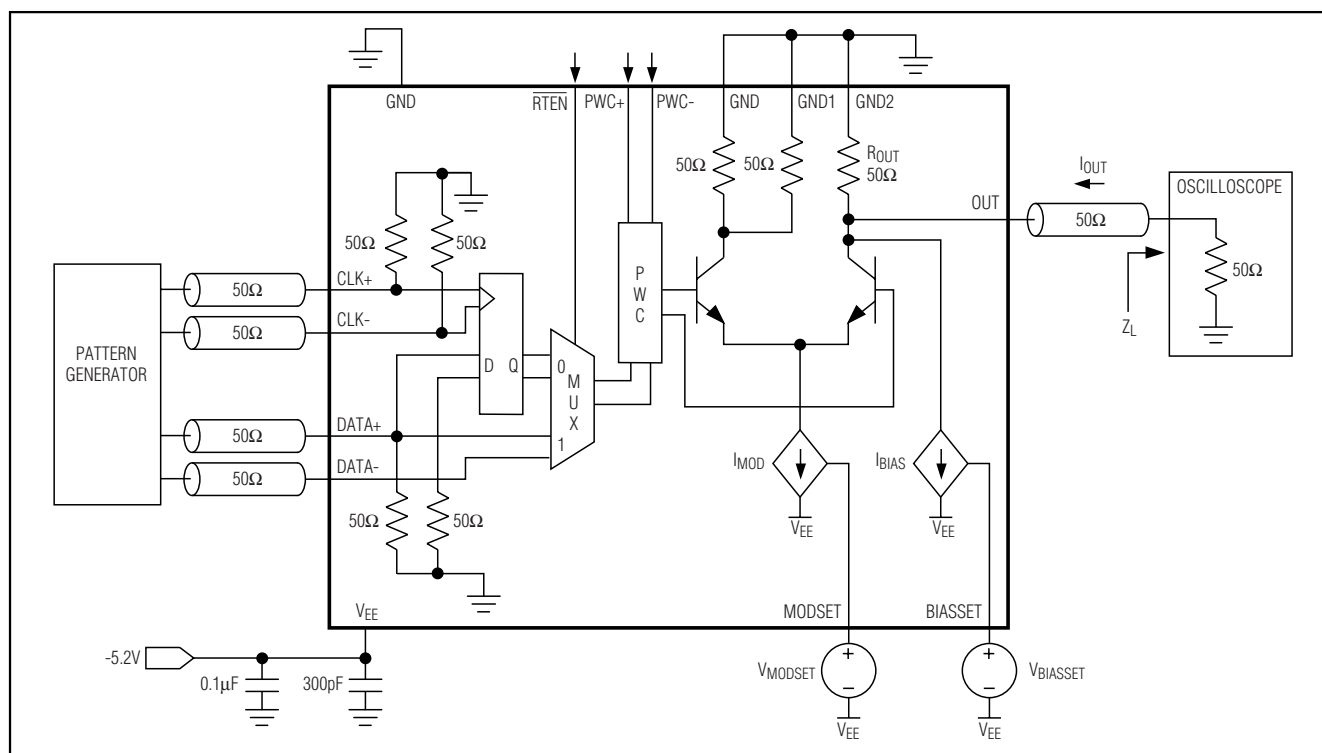 GND
R̅T̅E̅N̅
PWC+
PWC-
GND
GND1
GND2
50Ω
50Ω
ROUT
50Ω
IOUT
OSCILLOSCOPE
OUT
50Ω
50Ω
ZL
50Ω
50Ω
PATTERN
GENERATOR
50Ω
CLK+
50Ω
CLK-
50Ω
DATA+
50Ω
DATA-
D
Q
0
1
M
U
X
P
W
C
50Ω
50Ω
IMOD
IBIAS
VEE
VEE
VEE
MODSET
BIASSET
-5.2V
0.1µF
300pF
VMODSET
+
−
VBIASSET
+
−
VEE
VEE